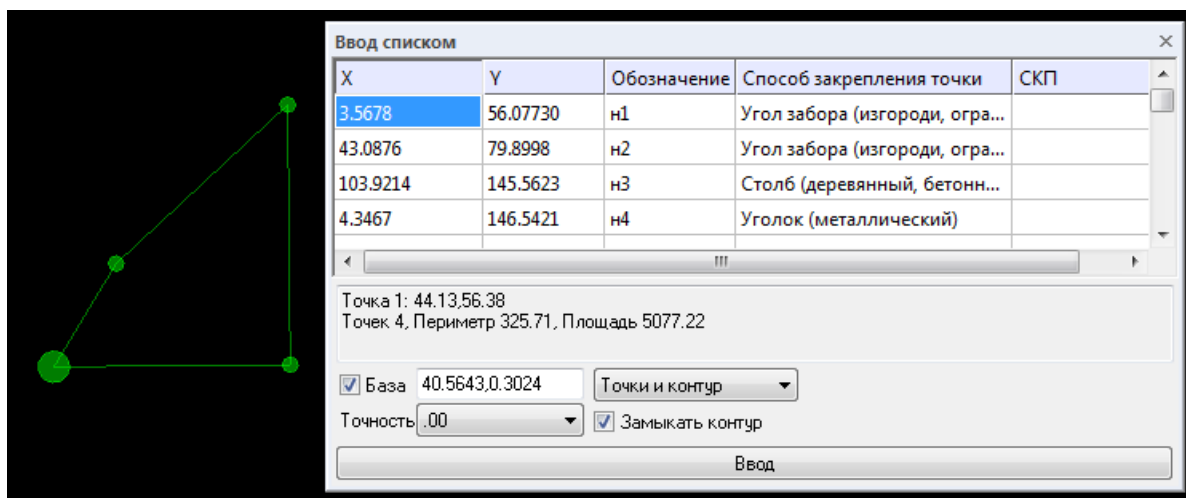 Ввод списком
X Y Обозначение Способ закрепления точки СКП
3.5678 56.07730 н1 Угол забора (изгороди, огра...
43.0876 79.8998 н2 Угол забора (изгороди, огра...
103.9214 145.5623 н3 Столб (деревянный, бетонн...
4.3467 146.5421 н4 Уголок (металлический)
Точка 1: 44.13,56.38
Точек 4, Периметр 325.71, Площадь 5077.22
База 40.5643,0.3024 Точки и контур
Точность .00 Замыкать контур
Ввод